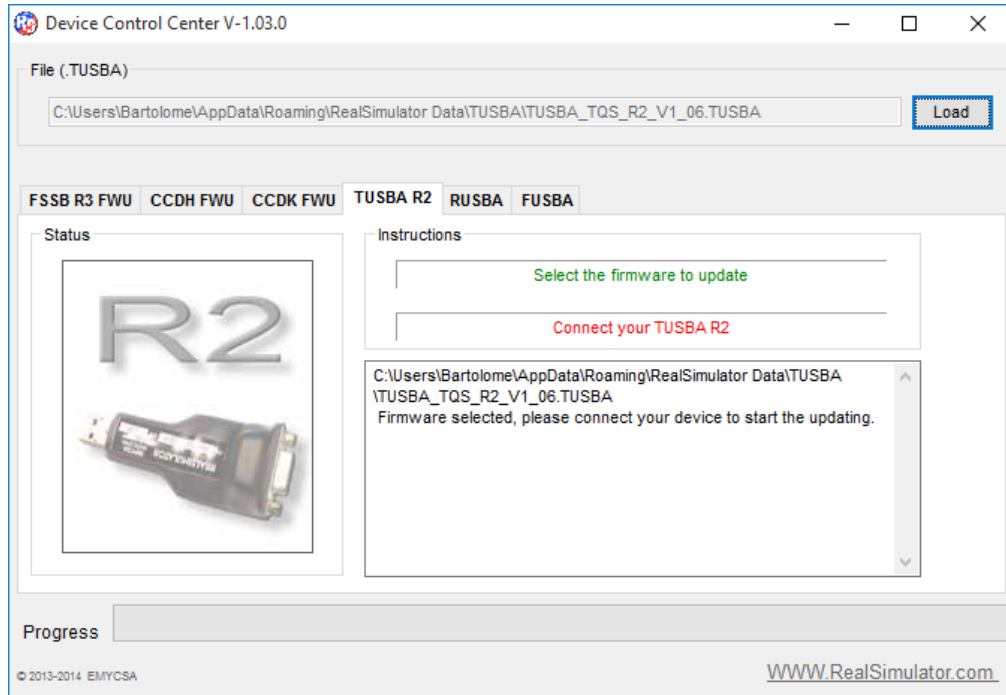 Device Control Center V-1.03.0
File (.TUSBA)
C:\Users\Bartolome\AppData\Roaming\RealSimulator Data\TUSBA\TUSBA_TQS_R2_V1_06.TUSBA
Load
FSSB R3 FWU CCDH FWU CCDK FWU TUSBA R2 RUSBA FUSBA
Status
R2
Instructions
Select the firmware to update
Connect your TUSBA R2
C:\Users\Bartolome\AppData\Roaming\RealSimulator Data\TUSBA
\TUSBA_TQS_R2_V1_06.TUSBA
Firmware selected, please connect your device to start the updating.
Progress
© 2013-2014 EMYCSA
WWW.RealSimulator.com